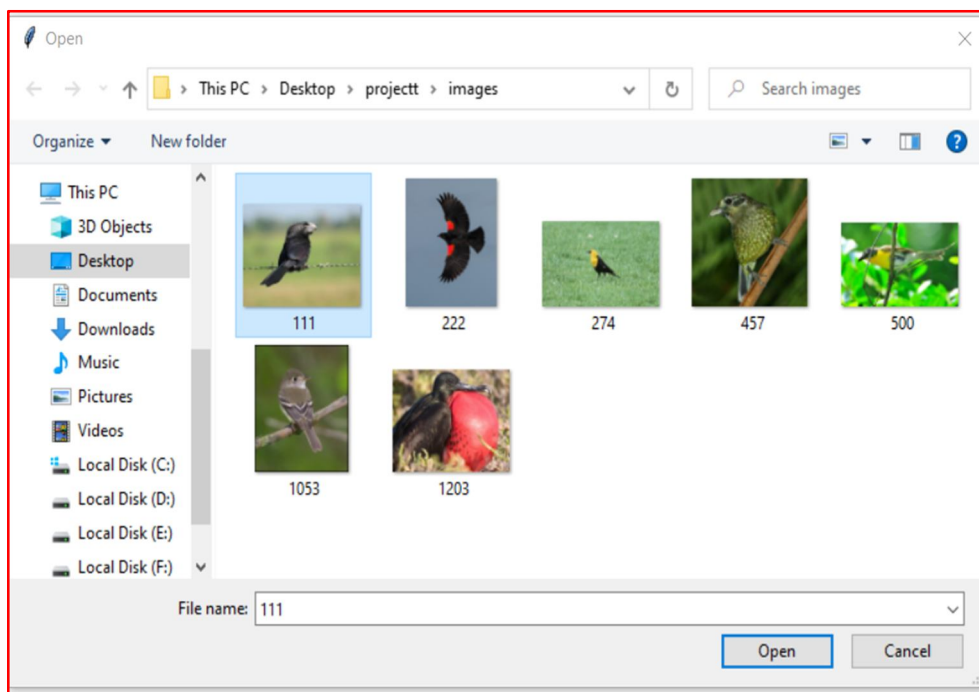 Open
This PC > Desktop > projectt > images
Search images
Organize
New folder
This PC
3D Objects
Desktop
Documents
Downloads
Music
Pictures
Videos
Local Disk (C:)
Local Disk (D:)
Local Disk (E:)
Local Disk (F:)
111
222
274
457
500
1053
1203
File name: 111
Open
Cancel